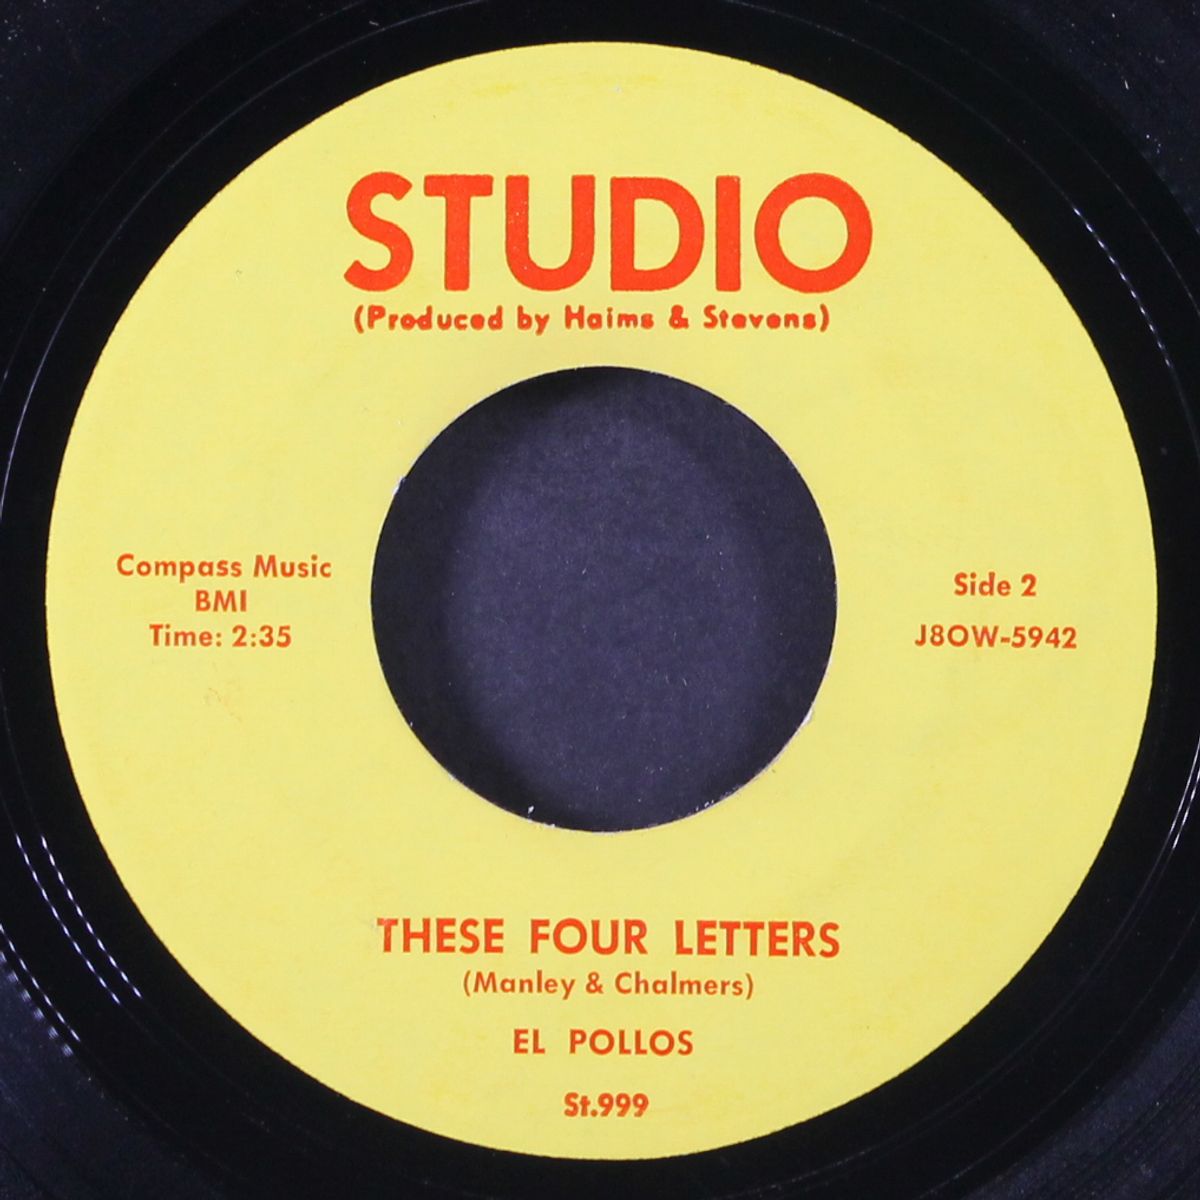 STUDIO
(Produced by Haims & Stevens)
Compass Music
BMI
Time: 2:35
Side 2
J8OW-5942
THESE FOUR LETTERS
(Manley & Chalmers)
EL POLLOS
St.999